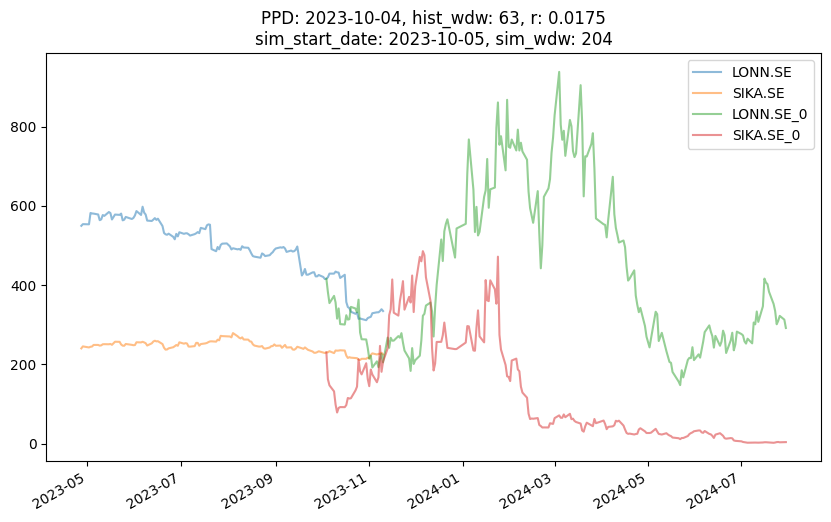 PPD: 2023-10-04, hist_wdw: 63, r: 0.0175
sim_start_date: 2023-10-05, sim_wdw: 204
LONN.SE
SIKA.SE
LONN.SE_0
SIKA.SE_0
800
600
400
200
0
2023-05
2023-07
2023-09
2023-11
2024-01
2024-03
2024-05
2024-07